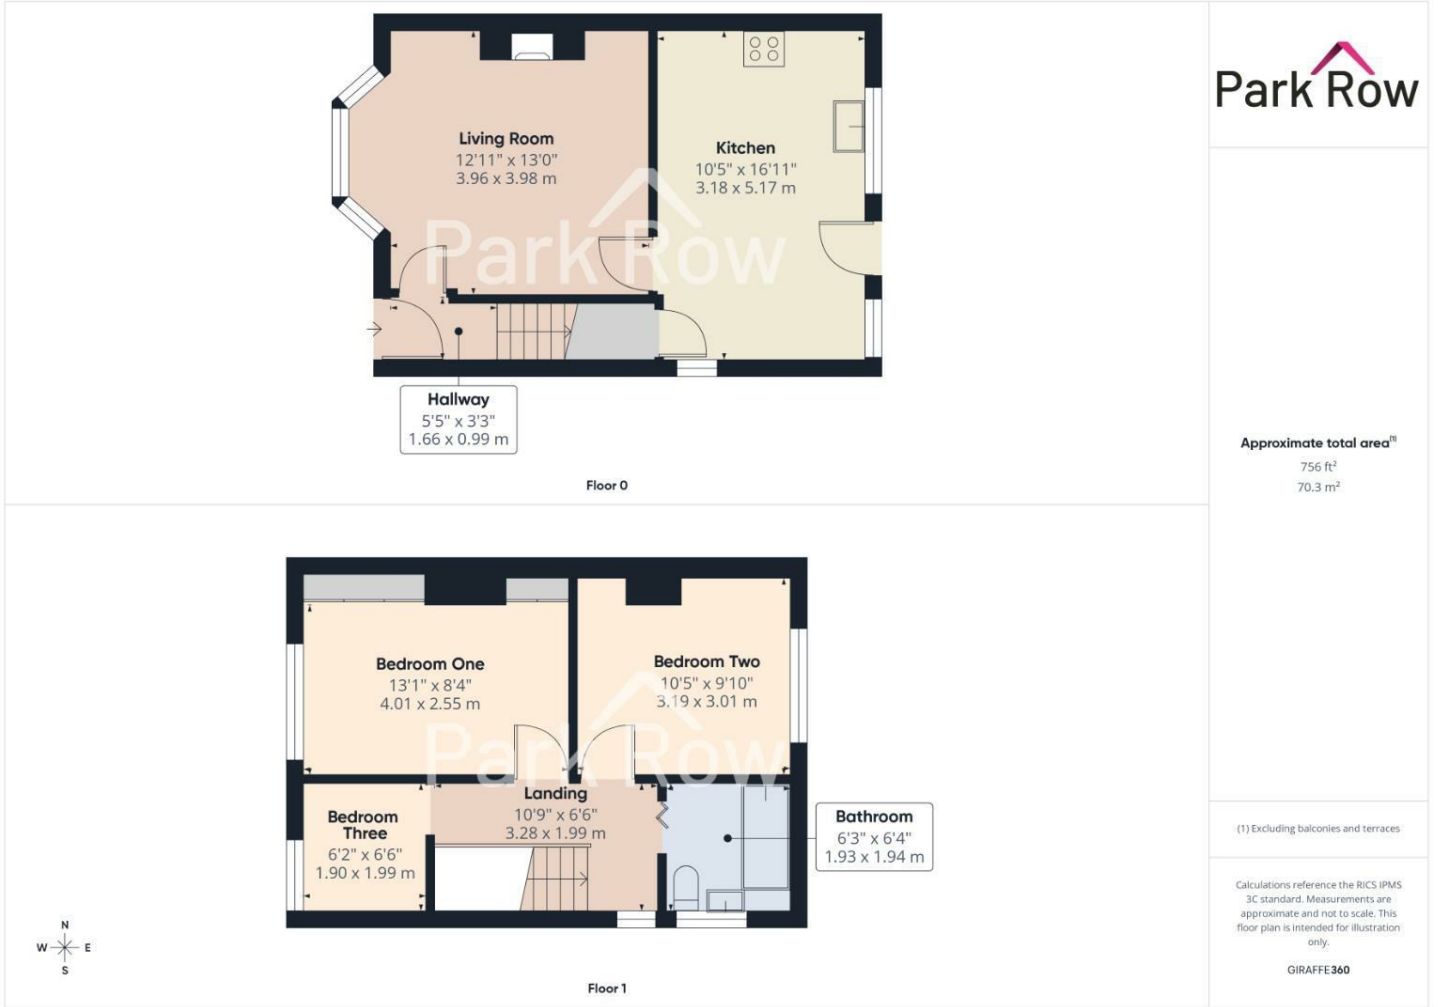 Living Room
12'11" x 13'0"
3.96 x 3.98 m
Kitchen
10'5" x 16'11"
3.18 x 5.17 m
Park Row
Hallway
5'5" x 3'3"
1.66 x 0.99 m
Floor 0
Bedroom One
13'1" x 8'4"
4.01 x 2.55 m
Bedroom Two
10'5" x 9'10"
3.19 x 3.01 m
Park Row
Landing
10'9" x 6'6"
3.28 x 1.99 m
Bedroom
Three
6'2" x 6'6"
1.90 x 1.99 m
Bathroom
6'3" x 6'4"
1.93 x 1.94 m
N
W E
S
Floor 1
Park Row
Approximate total area(1)
756 ft²
70.3 m²
(1) Excluding balconies and terraces
Calculations reference the RICS IPMS
3C standard. Measurements are
approximate and not to scale. This
floor plan is intended for illustration
only.
GIRAFFE360